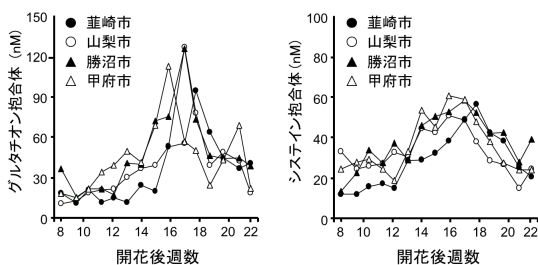 グルタチオン抱合体 (nM)
150
120
90
60
30
0
韮崎市
山梨市
勝沼市
甲府市
8 10 12 14 16 18 20 22
開花後週数
システイン抱合体 (nM)
100
80
60
40
20
0
韮崎市
山梨市
勝沼市
甲府市
8 10 12 14 16 18 20 22
開花後週数